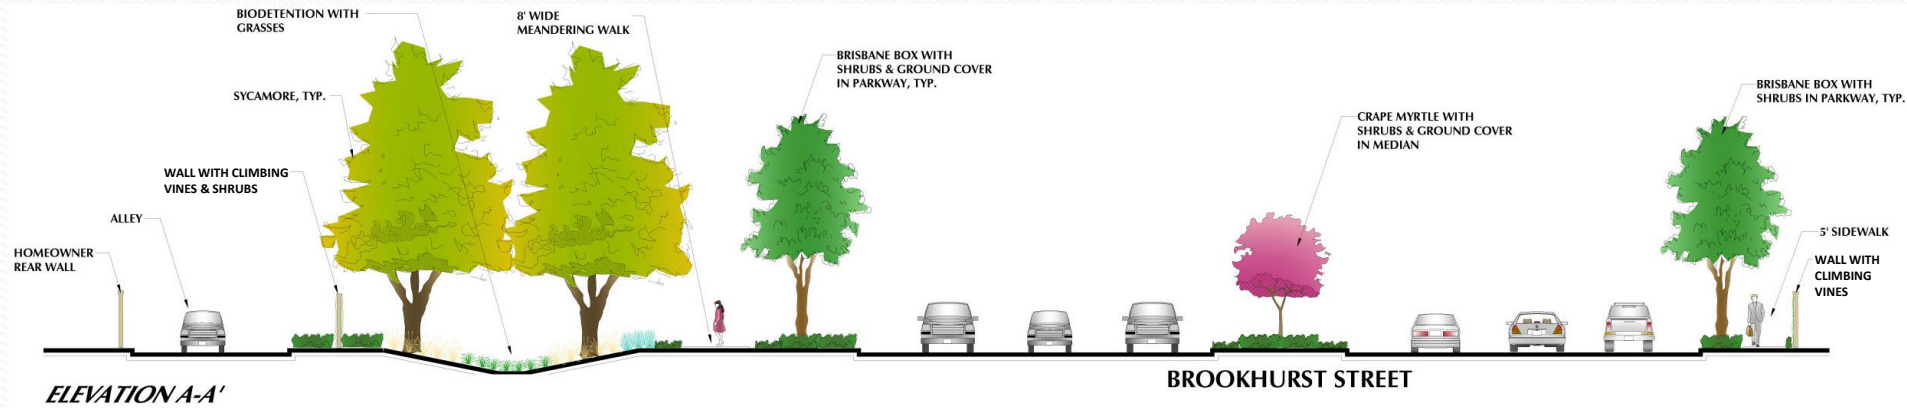 BIODETENTION WITH
GRASSES
8' WIDE
MEANDERING WALK
BRISBANE BOX WITH
SHRUBS & GROUND COVER
IN PARKWAY, TYP.
BRISBANE BOX WITH
SHRUBS IN PARKWAY, TYP.
SYCAMORE, TYP.
CRAPE MYRTLE WITH
SHRUBS & GROUND COVER
IN MEDIAN
WALL WITH CLIMBING
VINES & SHRUBS
ALLEY
HOMEOWNER
REAR WALL
5' SIDEWALK
WALL WITH
CLIMBING
VINES
BROOKHURST STREET
ELEVATION A-A'